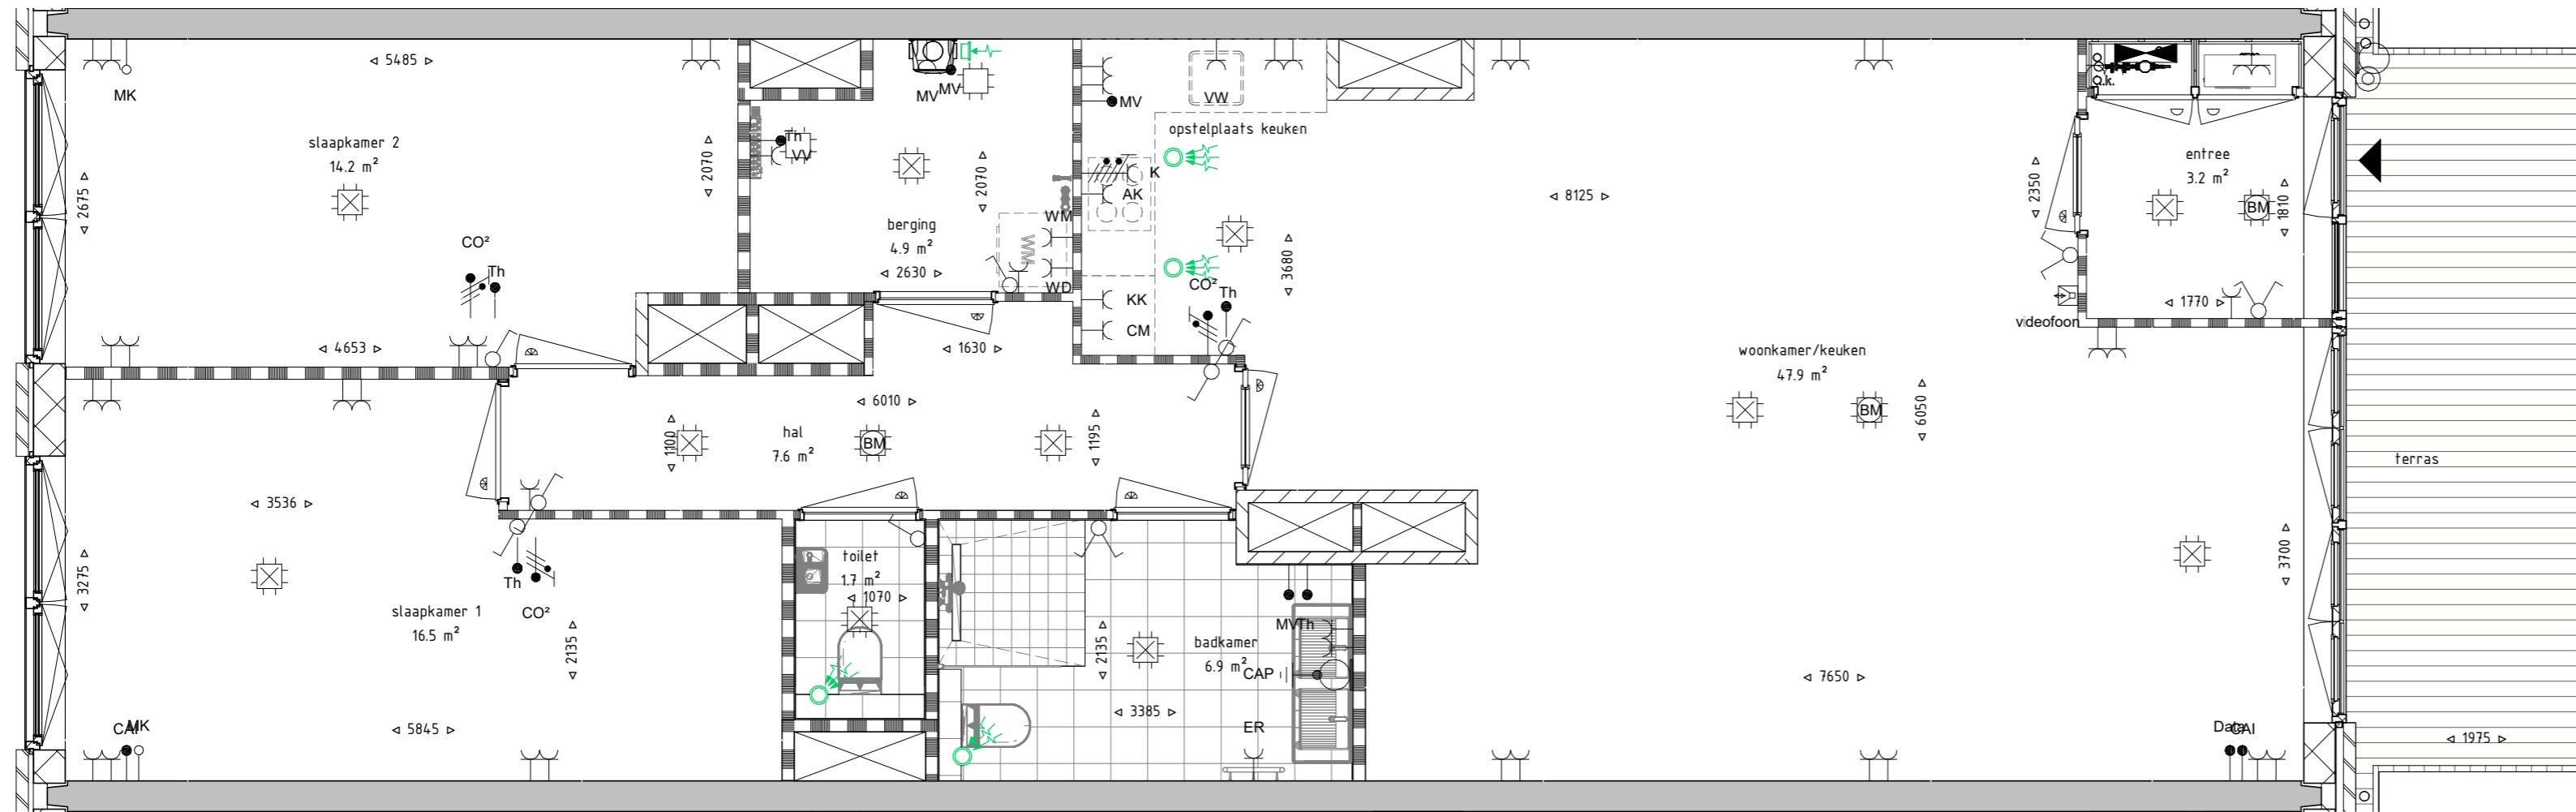 5485
MK
slaapkamer 2
14.2 m²
2675
2070
CO²
Th
4653
MV
MV
Th
VV
2070
berging
4.9 m²
2630
WM
WM
WD
1630
MV
VW
opstelplaats keuken
K
AK
KK
CM
3680
CO²
Th
8125
2350
videofoon
entree
3.2 m²
BM
1810
1770
woonkamer/keuken
47.9 m²
BM
6050
6010
1100
hal
7.6 m²
BM
1195
3536
3275
slaapkamer 1
16.5 m²
Th
CO²
2135
5845
CAI
MK
toilet
1.7 m²
1070
2135
badkamer
6.9 m²
3385
MV
Th
CAP
ER
7650
3700
Data
CAI
terras
1975